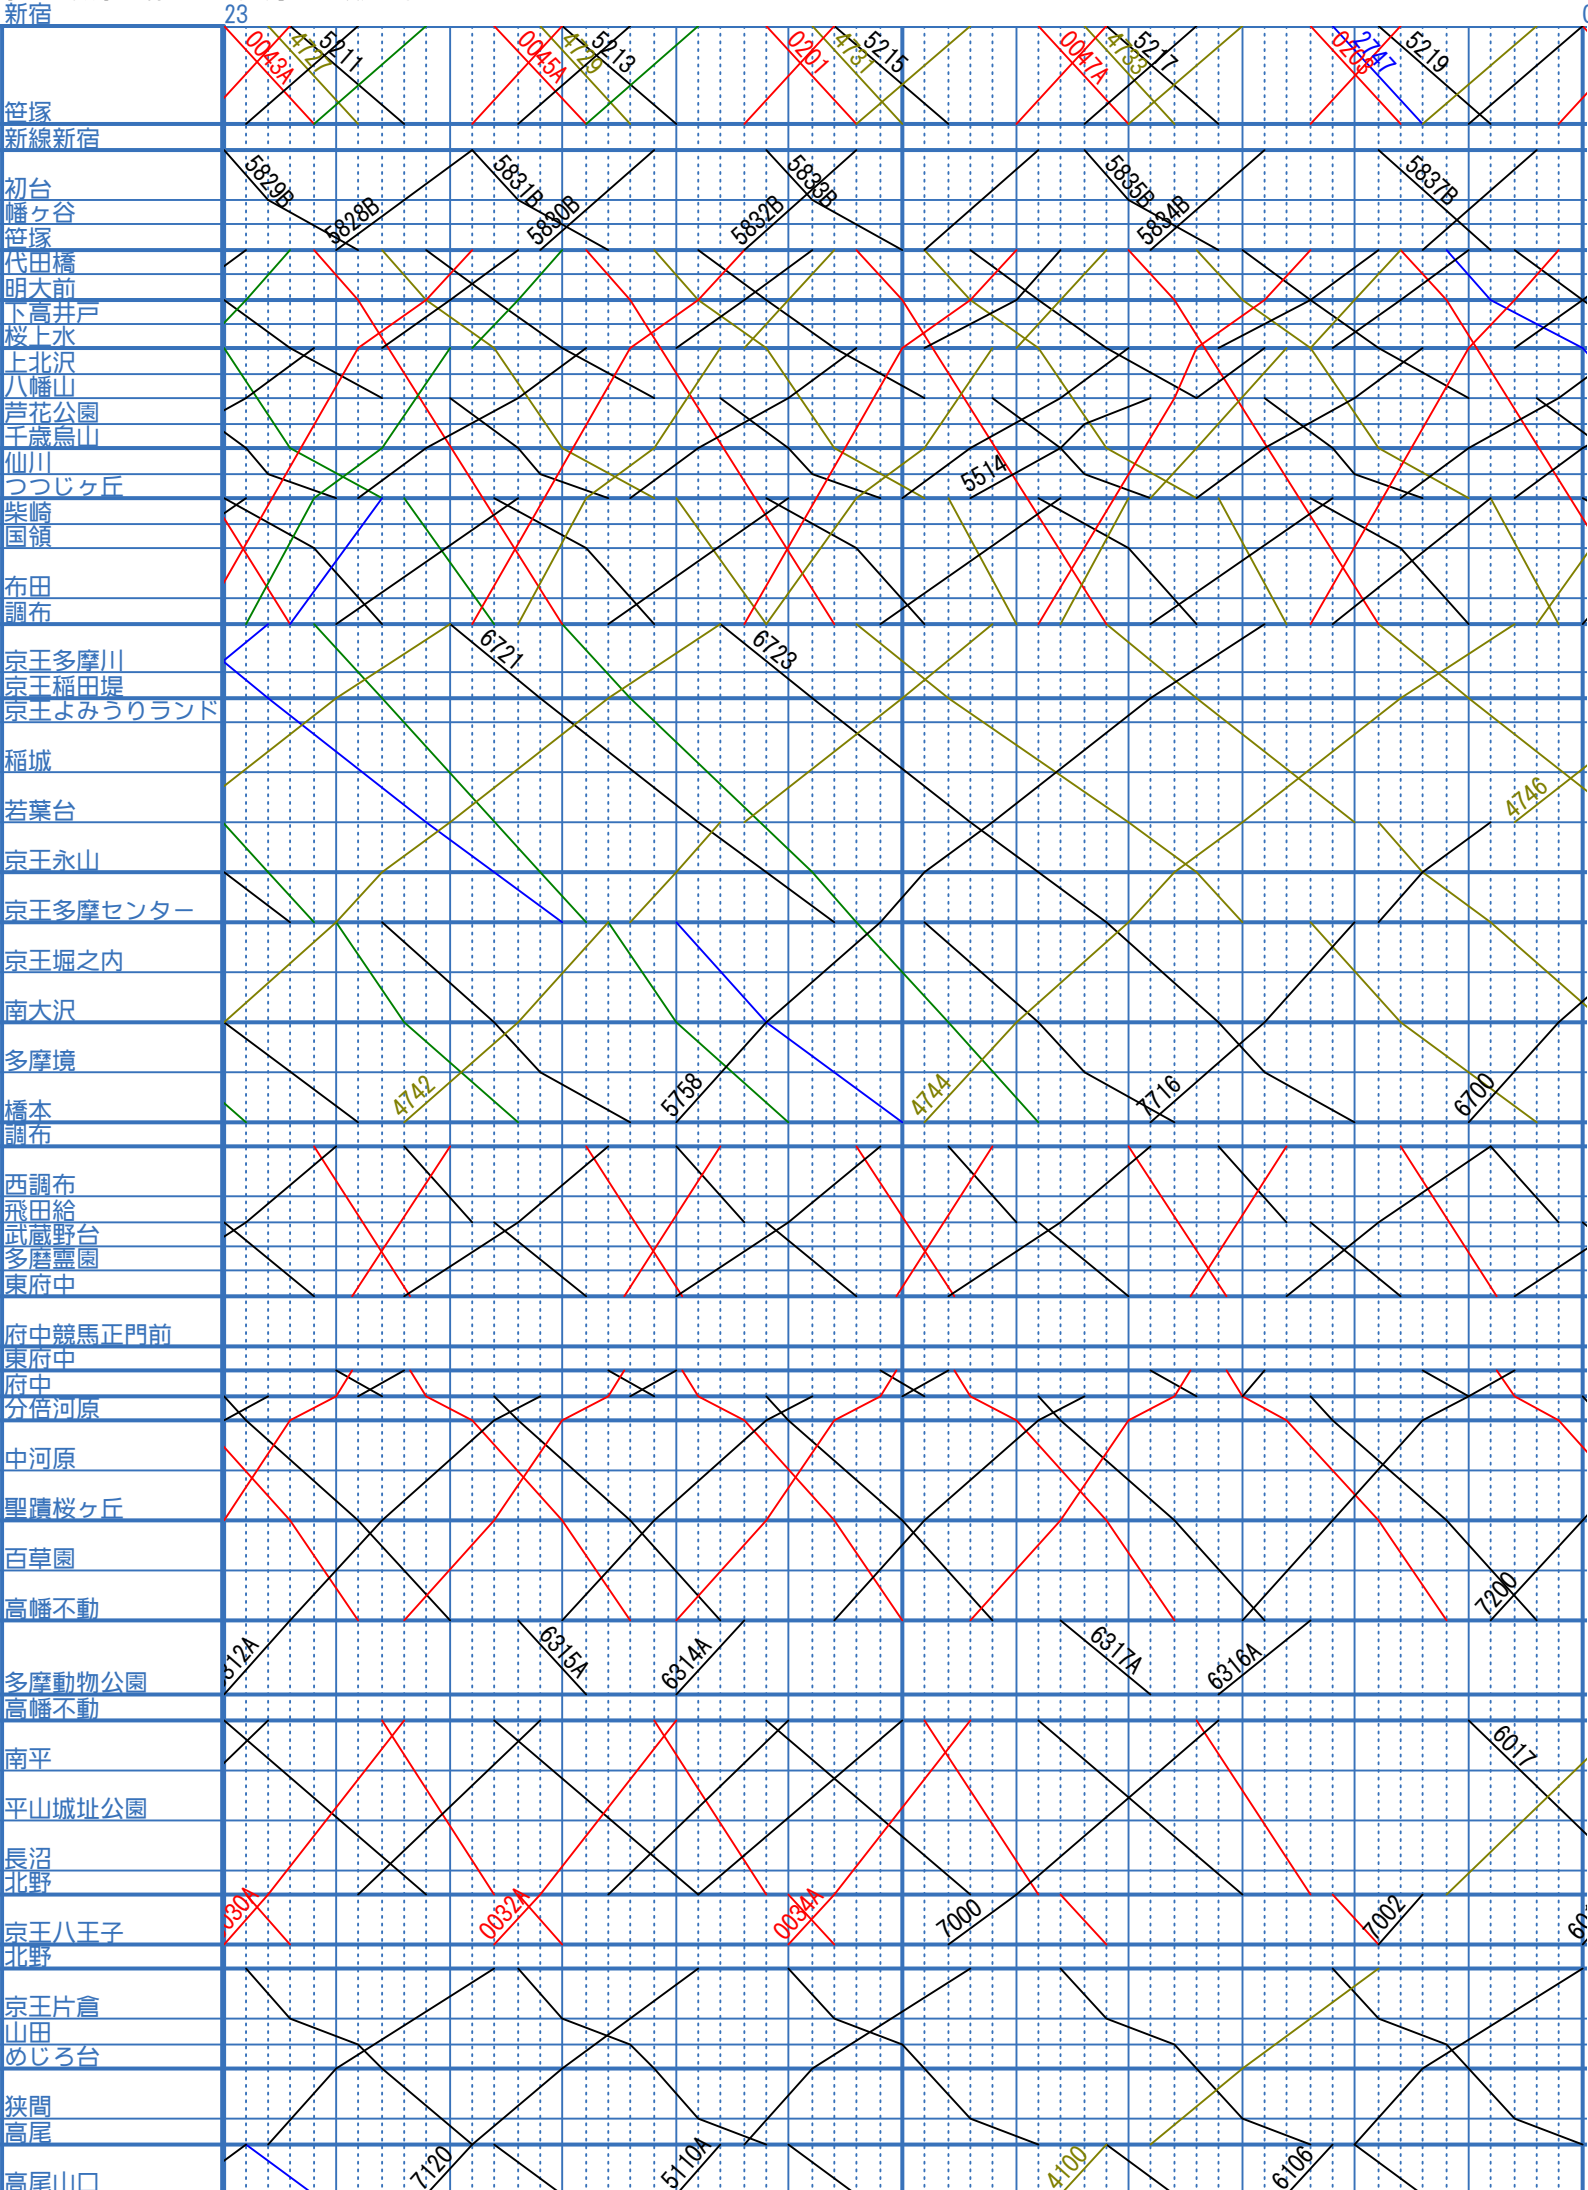 新宿
23
0043A
4727
5211
0045A
4729
5213
0201
4731
5215
0047A
4733
5217
0203
2747
5219
笹塚
新線新宿
初台
幡ヶ谷
笹塚
5829B
5828B
5831B
5830B
5832B
5833B
5835B
5834B
5837B
代田橋
明大前
下高井戸
桜上水
上北沢
八幡山
芦花公園
千歳烏山
仙川
つつじヶ丘
5514
柴崎
国領
布田
調布
京王多摩川
6721
6723
京王稲田堤
京王よみうりランド
稲城
若葉台
4746
京王永山
京王多摩センター
京王堀之内
南大沢
多摩境
橋本
4742
5758
4744
7716
6700
調布
西調布
飛田給
武蔵野台
多磨霊園
東府中
府中競馬正門前
東府中
府中
分倍河原
中河原
聖蹟桜ヶ丘
百草園
高幡不動
7200
多摩動物公園
312A
6315A
6314A
6317A
6316A
高幡不動
南平
6017
平山城址公園
長沼
北野
京王八王子
030A
0032A
0034A
7000
7002
北野
京王片倉
山田
めじろ台
狭間
高尾
高尾山口
7120
5110A
4100
6106